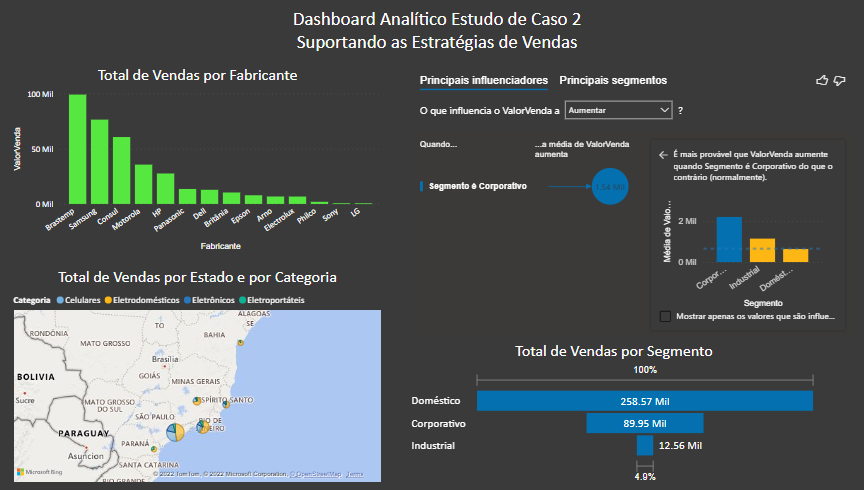 Dashboard Analítico Estudo de Caso 2
Suportando as Estratégias de Vendas
Total de Vendas por Fabricante
100 Mil
50 Mil
0 Mil
ValorVenda
Brastemp
Samsung
Consul
Motorola
HP
Panasonic
Dell
Britânia
Epson
Arno
Electrolux
Philco
Sony
LG
Fabricante
Principais influenciadores
Principais segmentos
O que influencia o ValorVenda a
Aumentar
?
Quando...
...a média de ValorVenda
aumenta
Segmento é Corporativo
1.54 Mil
É mais provável que ValorVenda aumente
quando Segmento é Corporativo do que o
contrário (normalmente).
Média de Valo...
2 Mil
0 Mil
Corpor...
Industrial
Domést...
Segmento
Mostrar apenas os valores que são influe...
Total de Vendas por Estado e por Categoria
Categoria
Celulares
Eletrodomésticos
Eletrônicos
Eletroportáteis
ALAGOAS
SE
TO
RONDÔNIA
BAHIA
MATO GROSSO
Brasília
GOIÁS
BOLIVIA
MINAS GERAIS
Sucre
MATO GROSSO
DO SUL
ESPÍRITO SANTO
SÃO PAULO
RIO DE
JANEIRO
PARAGUAY
PARANÁ
Asuncion
SANTA CATARINA
Microsoft Bing
© 2022 TomTom, © 2022 Microsoft Corporation, © OpenStreetMap Terms
RIO GRANDE
Total de Vendas por Segmento
100%
Doméstico
258.57 Mil
Corporativo
89.95 Mil
Industrial
12.56 Mil
4.9%